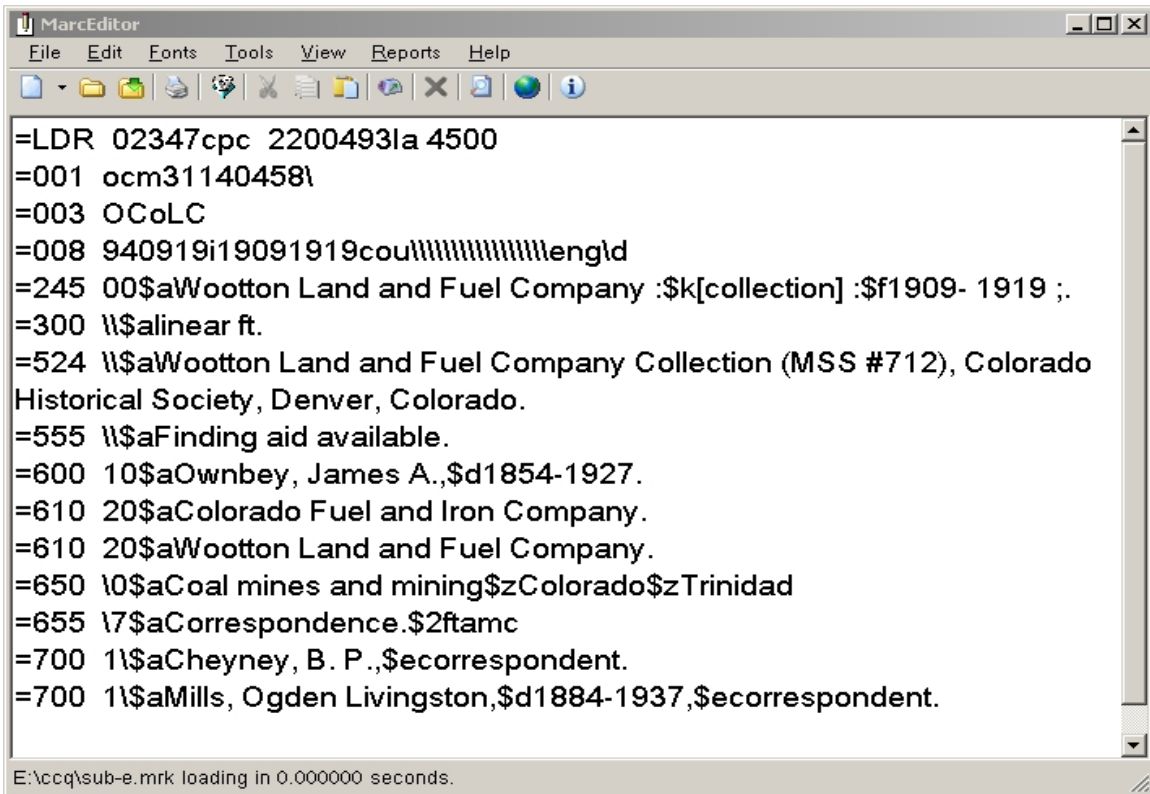 MarcEditor
File Edit Fonts Tools View Reports Help
=LDR 02347cpc 2200493Ia 4500
=001 ocm31140458\
=003 OCoLC
=008 940919i19091919cou\\\\\\\\\\\\\\\\\eng\d
=245 00$aWootton Land and Fuel Company :$k[collection] :$f1909- 1919 ;.
=300 \\$alinear ft.
=524 \\$aWootton Land and Fuel Company Collection (MSS #712), Colorado
Historical Society, Denver, Colorado.
=555 \\$aFinding aid available.
=600 10$aOwnbey, James A.,$d1854-1927.
=610 20$aColorado Fuel and Iron Company.
=610 20$aWootton Land and Fuel Company.
=650 \0$aCoal mines and mining$zColorado$zTrinidad
=655 \7$aCorrespondence.$2ftamc
=700 1\$aCheyney, B. P.,$ecorrespondent.
=700 1\$aMills, Ogden Livingston,$d1884-1937,$ecorrespondent.
E:\ccq\sub-e.mrk loading in 0.000000 seconds.